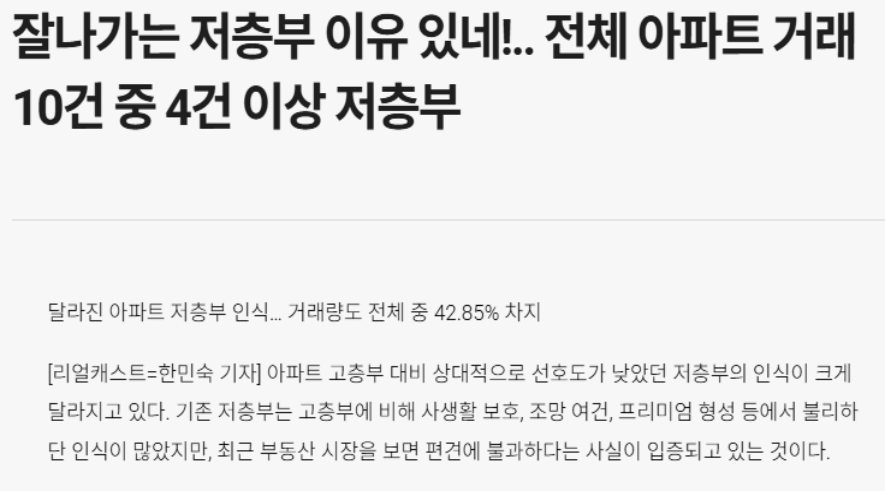 잘나가는 저층부 이유 있네!.. 전체 아파트 거래
10건 중 4건 이상 저층부
달라진 아파트 저층부 인식... 거래량도 전체 중 42.85% 차지
[리얼캐스트=한민숙 기자] 아파트 고층부 대비 상대적으로 선호도가 낮았던 저층부의 인식이 크게
달라지고 있다. 기존 저층부는 고층부에 비해 사생활 보호, 조망 여건, 프리미엄 형성 등에서 불리하
단 인식이 많았지만, 최근 부동산 시장을 보면 편견에 불과하다는 사실이 입증되고 있는 것이다.